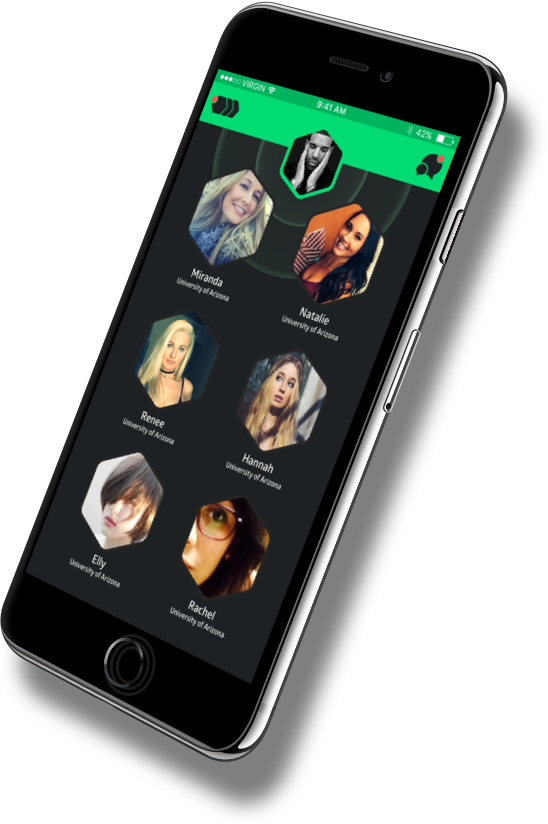 VIRGIN
9:41 AM
42%
Miranda
University of Arizona
Natalie
University of Arizona
Renee
University of Arizona
Hannah
University of Arizona
Elly
University of Arizona
Rachel
University of Arizona